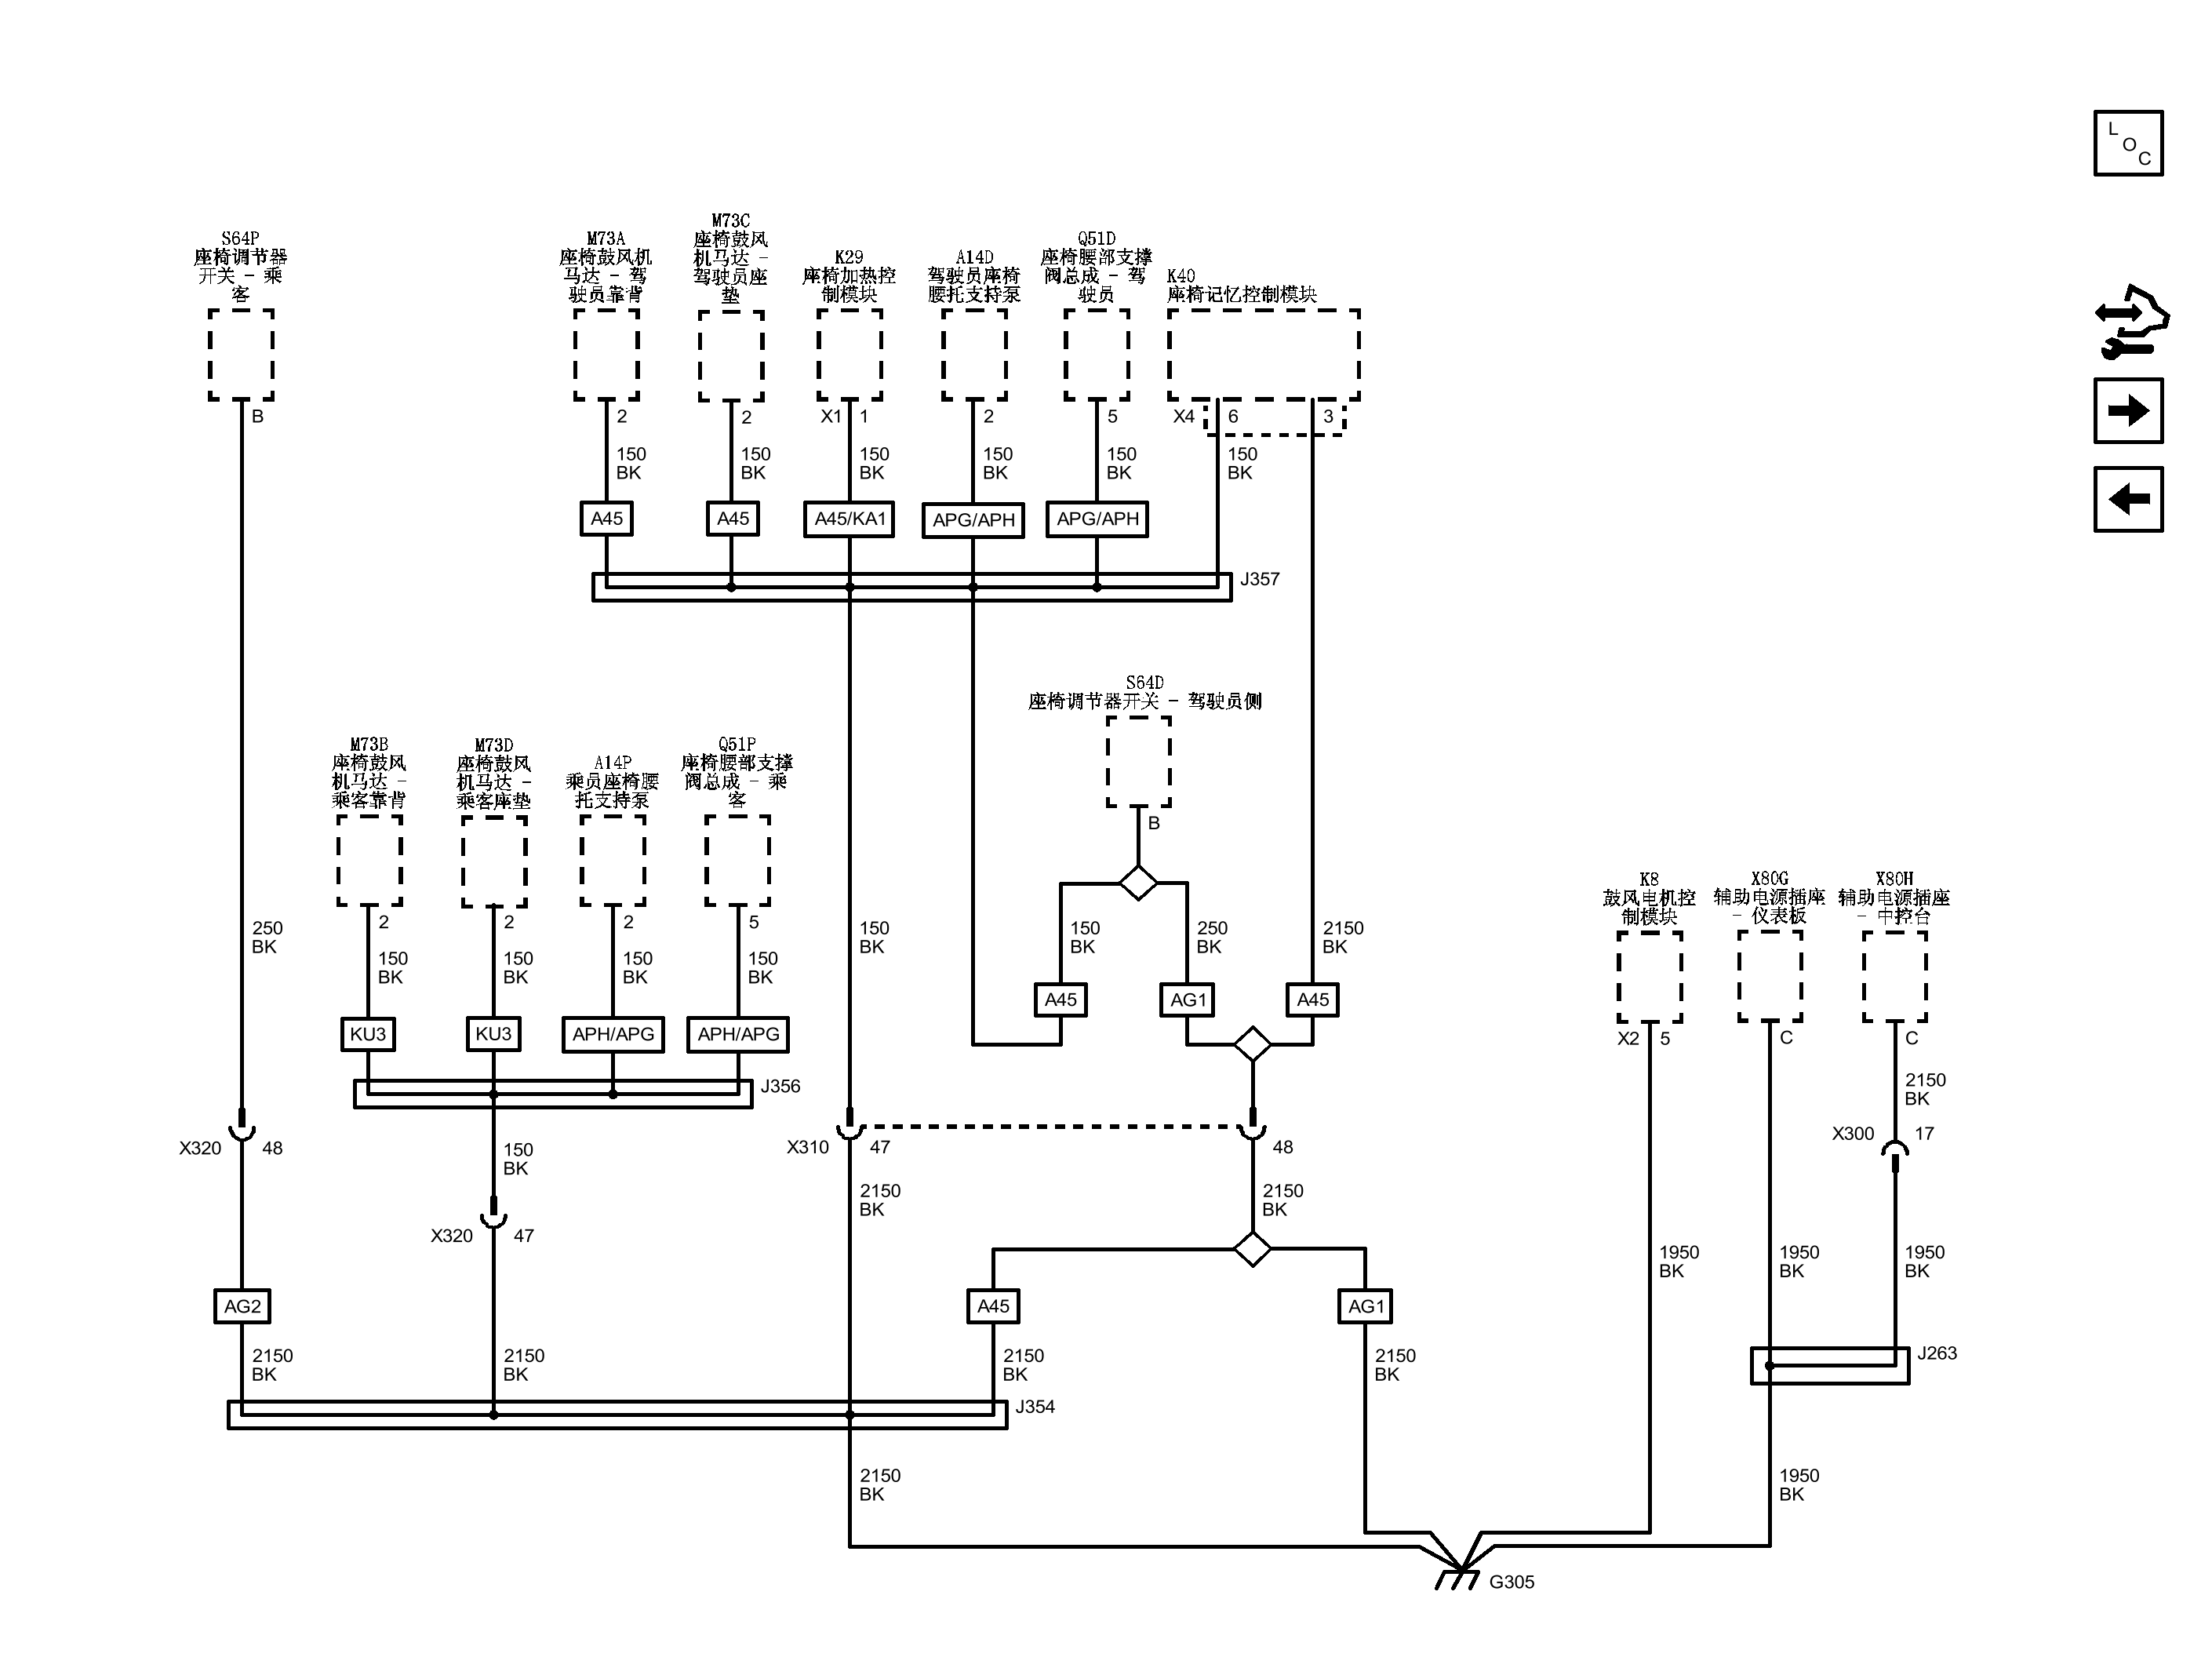 L
O
C
S64P
座椅调节器
开关 - 乘
客
M73A
座椅鼓风机
马达 - 驾
驶员靠背
M73C
座椅鼓风
机马达 -
驾驶员座
垫
K29
座椅加热控
制模块
A14D
驾驶员座椅
腰托支持泵
Q51D
座椅腰部支撑
阀总成 - 驾
驶员
K40
座椅记忆控制模块
B
2
2
X1 1
2
5
X4 6
3
150
BK
150
BK
150
BK
150
BK
150
BK
150
BK
A45
A45
A45/KA1
APG/APH
APG/APH
J357
S64D
座椅调节器开关 - 驾驶员侧
B
M73B
座椅鼓风
机马达 -
乘客靠背
M73D
座椅鼓风
机马达 -
乘客座垫
A14P
乘员座椅腰
托支持泵
Q51P
座椅腰部支撑
阀总成 - 乘
客
K8
鼓风电机控
制模块
X80G
辅助电源插座
- 仪表板
X80H
辅助电源插座
- 中控台
2
2
2
5
250
BK
150
BK
150
BK
150
BK
150
BK
150
BK
150
BK
250
BK
2150
BK
KU3
KU3
APH/APG
APH/APG
A45
AG1
A45
X2 5
C
C
J356
2150
BK
X320 48
150
BK
X310 47
48
X300 17
X320 47
2150
BK
2150
BK
1950
BK
1950
BK
1950
BK
AG2
A45
AG1
2150
BK
2150
BK
2150
BK
2150
BK
J263
J354
2150
BK
1950
BK
G305